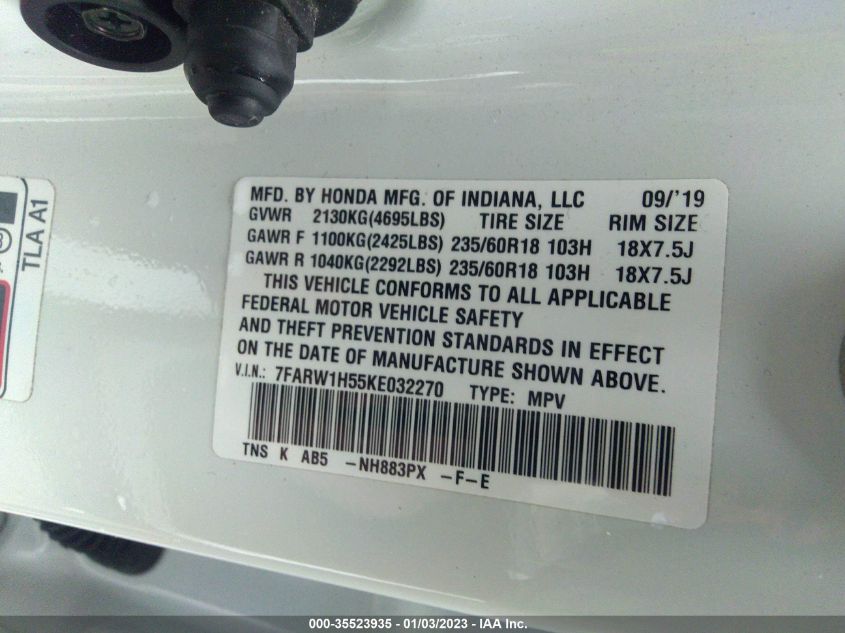 MFD. BY HONDA MFG. OF INDIANA, LLC 09/'19
GVWR 2130KG(4695LBS) TIRE SIZE RIM SIZE
GAWR F 1100KG(2425LBS) 235/60R18 103H 18X7.5J
GAWR R 1040KG(2292LBS) 235/60R18 103H 18X7.5J
THIS VEHICLE CONFORMS TO ALL APPLICABLE
FEDERAL MOTOR VEHICLE SAFETY
AND THEFT PREVENTION STANDARDS IN EFFECT
ON THE DATE OF MANUFACTURE SHOWN ABOVE.
V.I.N.: 7FARW1H55KE032270 TYPE: MPV
TNS K AB5 -NH883PX -F-E
TLA A1
000-35523935 - 01/03/2023 - IAA Inc.